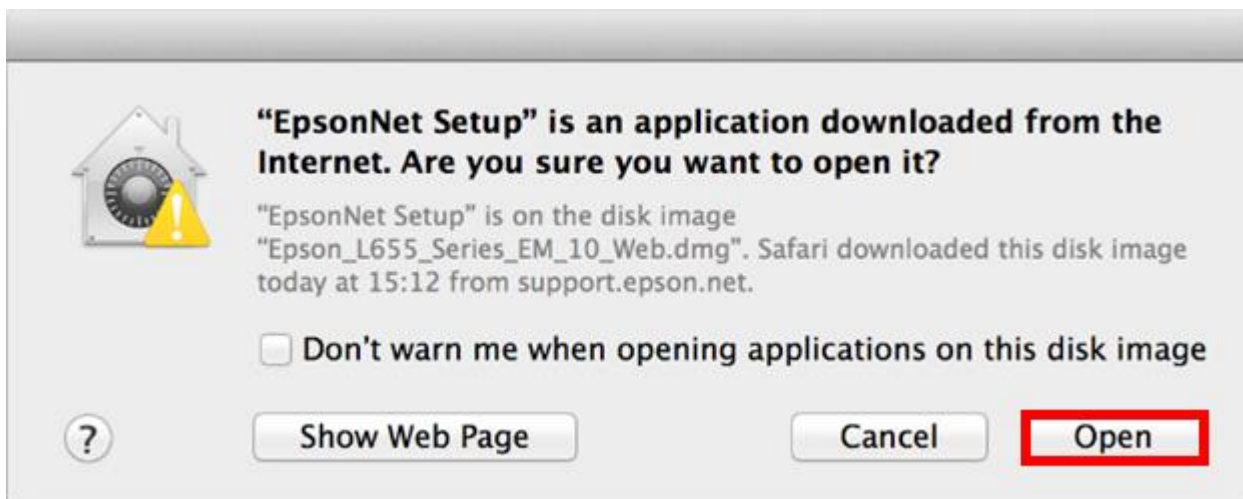 “EpsonNet Setup” is an application downloaded from the
Internet. Are you sure you want to open it?
“EpsonNet Setup” is on the disk image
“Epson_L655_Series_EM_10_Web.dmg”. Safari downloaded this disk image
today at 15:12 from support.epson.net.
Don’t warn me when opening applications on this disk image
? Show Web Page Cancel Open